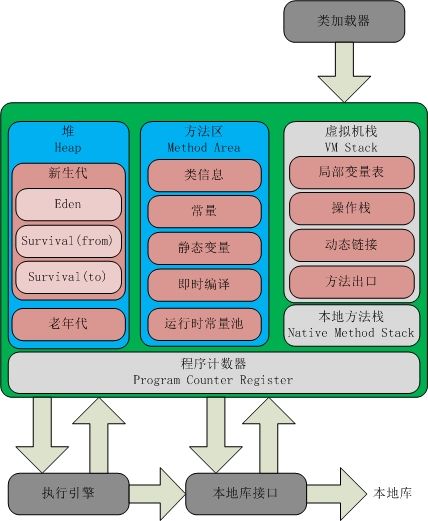 类加载器
堆
Heap
新生代
Eden
Survival(from)
Survival(to)
老年代
方法区
Method Area
类信息
常量
静态变量
即时编译
运行时常量池
虚拟机栈
VM Stack
局部变量表
操作栈
动态链接
方法出口
本地方法栈
Native Method Stack
程序计数器
Program Counter Register
执行引擎
本地库接口
本地库